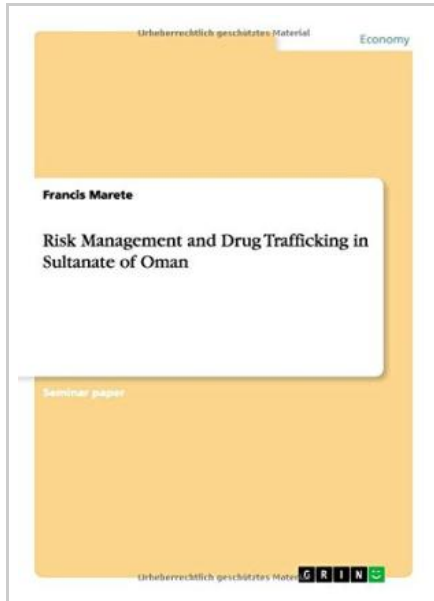 Urheberrechtlich geschütztes Material
Economy
Francis Marete
Risk Management and Drug Trafficking in
Sultanate of Oman
Seminar paper
Urheberrechtlich geschütztes Mater
GRIN